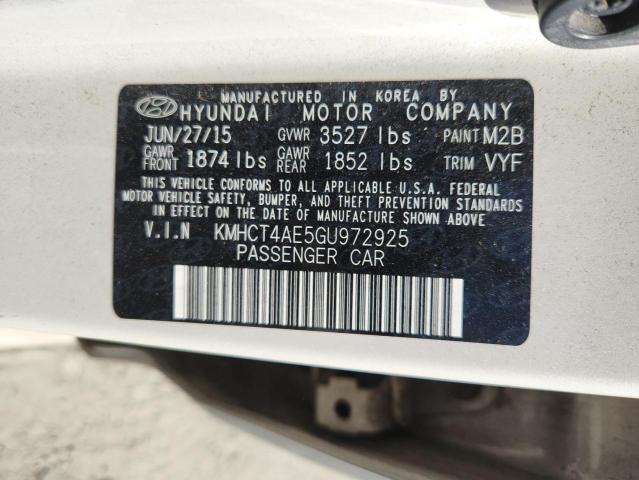 MANUFACTURED IN KOREA BY
HYUNDAI MOTOR COMPANY
JUN/27/15 GVWR 3527 lbs PAINT M2B
GAWR FRONT 1874 lbs GAWR REAR 1852 lbs TRIM VYF
THIS VEHICLE CONFORMS TO ALL APPLICABLE U.S.A. FEDERAL
MOTOR VEHICLE SAFETY, BUMPER, AND THEFT PREVENTION STANDARDS
IN EFFECT ON THE DATE OF MANUFACTURE SHOWN ABOVE
V.I.N KMHCT4AE5GU972925
PASSENGER CAR